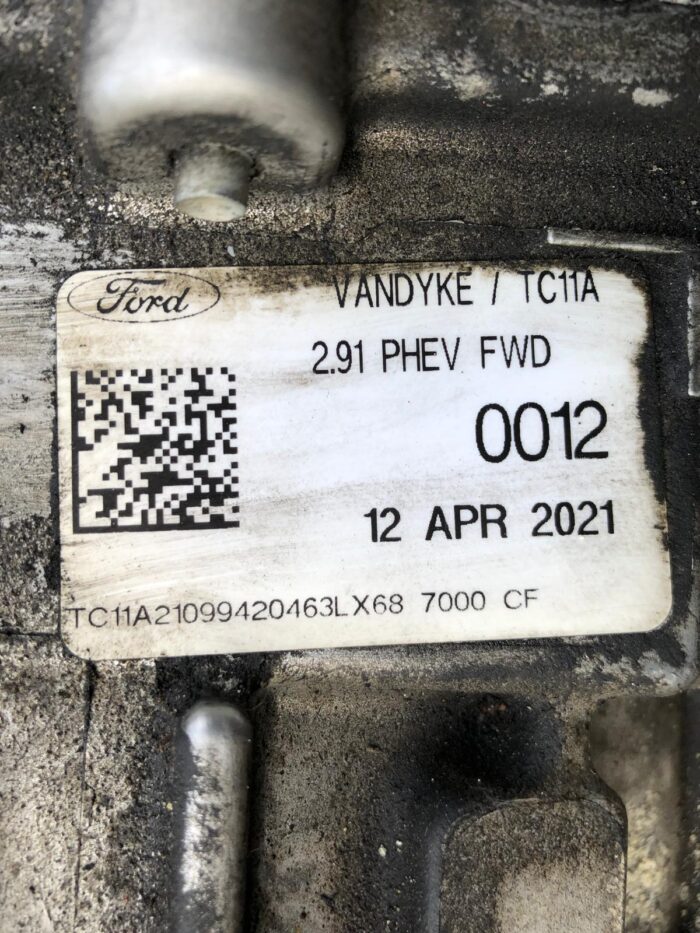 Ford
VANDYKE / TC11A
2.91 PHEV FWD
0012
12 APR 2021
TC11A21099420463LX68 7000 CF